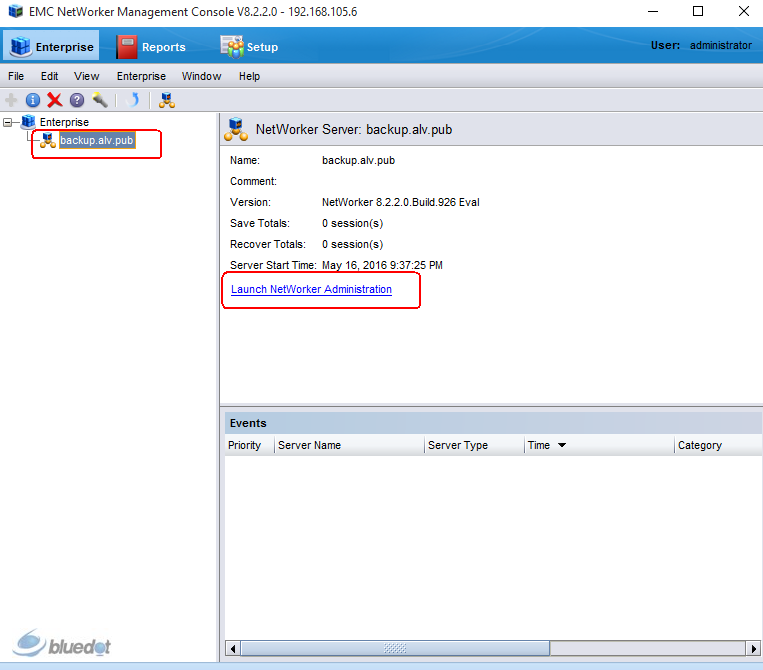 EMC NetWorker Management Console V8.2.2.0 - 192.168.105.6
Enterprise Reports Setup User: administrator
File Edit View Enterprise Window Help
Enterprise
backup.alv.pub
NetWorker Server: backup.alv.pub
Name: backup.alv.pub
Comment:
Version: NetWorker 8.2.2.0.Build.926 Eval
Save Totals: 0 session(s)
Recover Totals: 0 session(s)
Server Start Time: May 16, 2016 9:37:25 PM
Launch NetWorker Administration
Events
Priority Server Name Server Type Time Category
bluedot